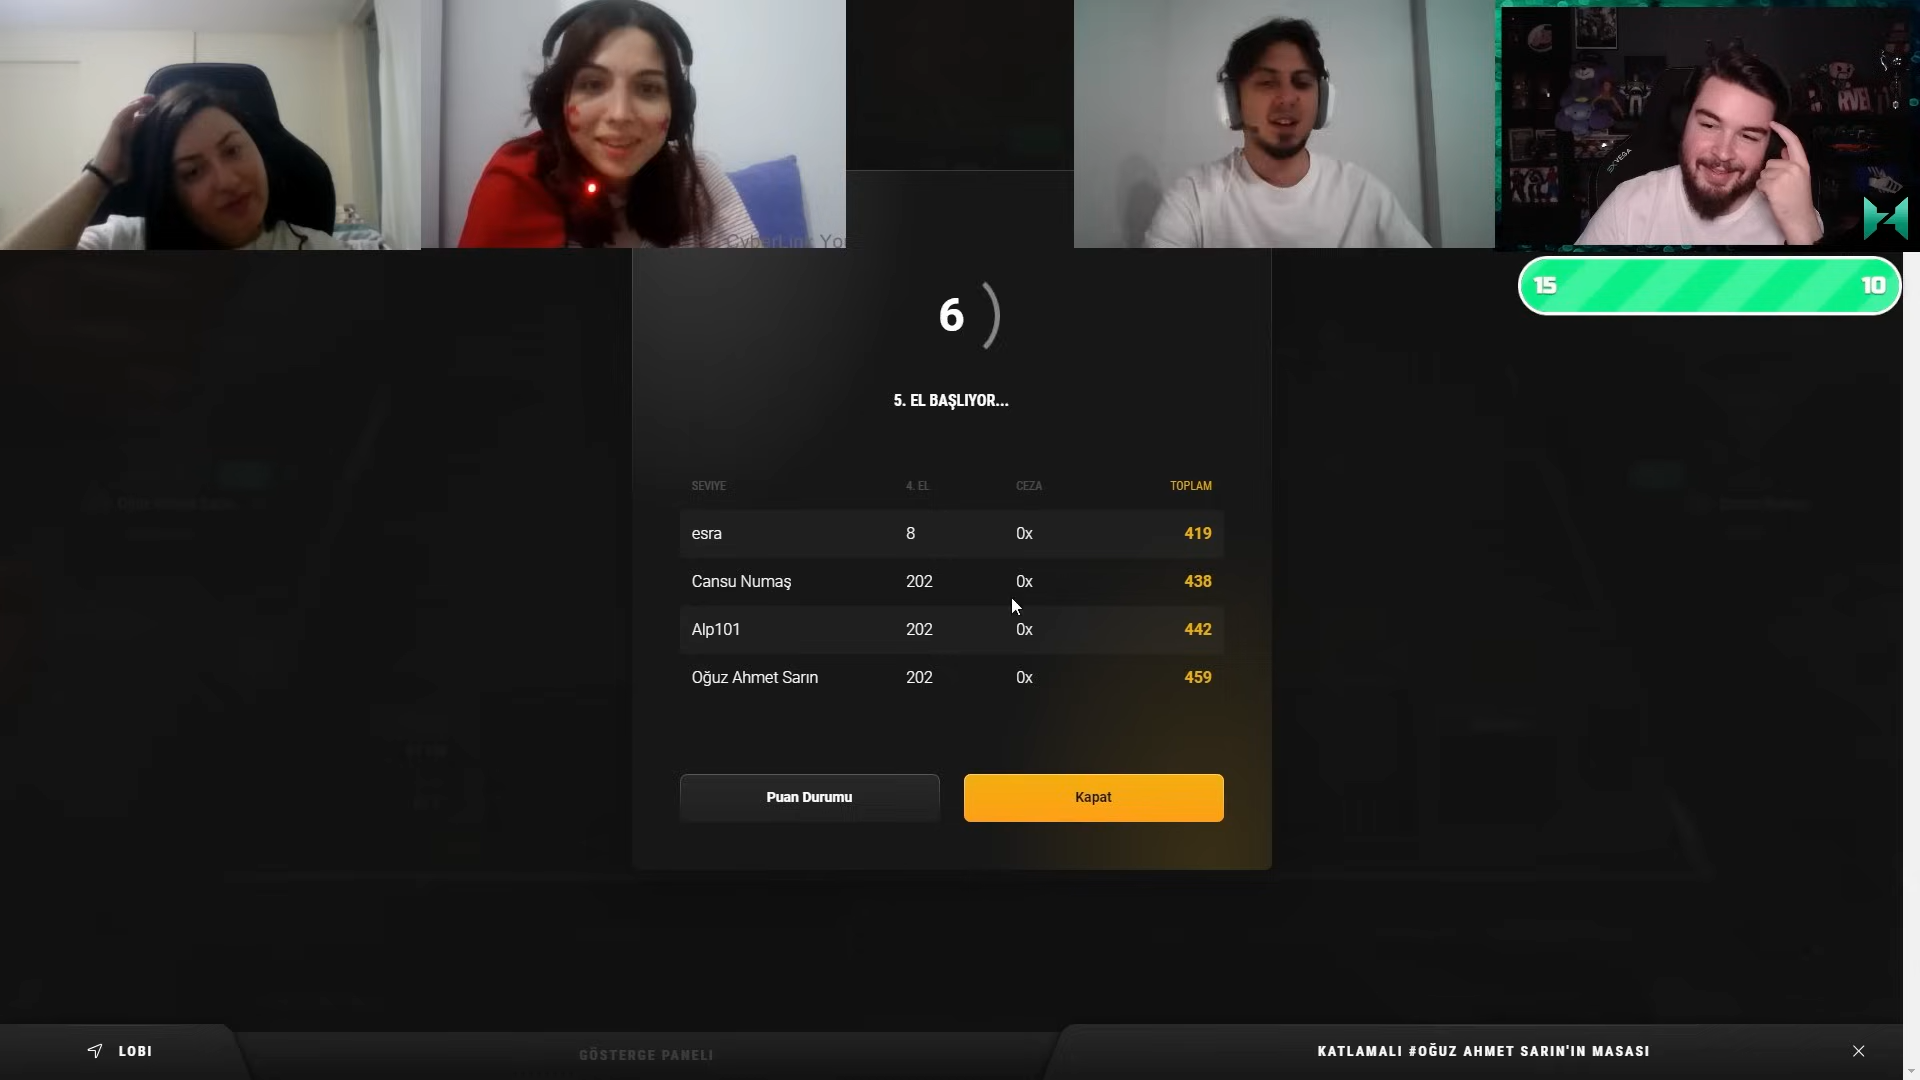 CyberLink You
15 10
6
5. EL BAŞLIYOR...
SEVIYE 4. EL CEZA TOPLAM
esra 8 0x 419
Cansu Numaş 202 0x 438
Alp101 202 0x 442
Oğuz Ahmet Sarın 202 0x 459
Puan Durumu Kapat
LOBI GÖSTERGE PANELİ KATLAMALI #OĞUZ AHMET SARIN'IN MASASI